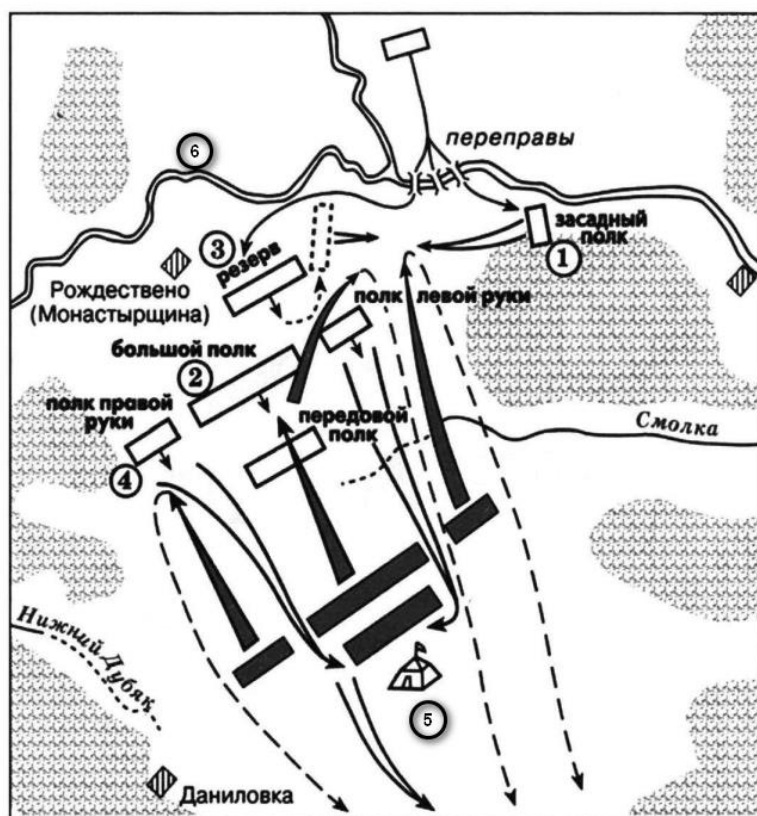 переправы
6
засадный
полк
1
3
резерв
Рождествено
(Монастырщина)
полк левой руки
большой полк
2
полк правой
руки
передовой
полк
Смолка
4
Нижний Дубяк
5
Даниловка